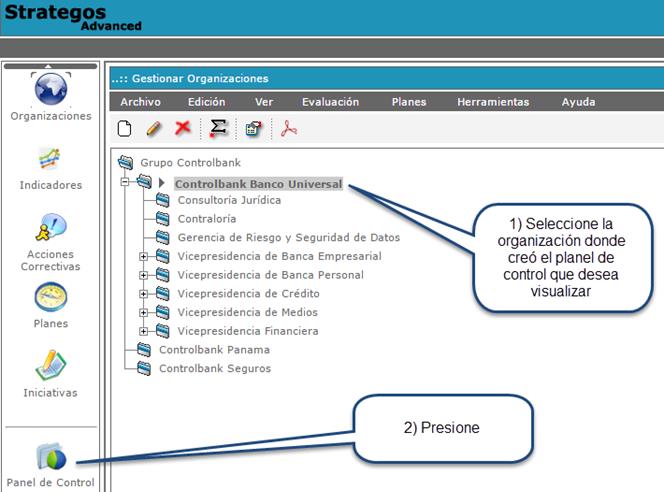 Strategos
Advanced
..:: Gestionar Organizaciones
Archivo Edición Ver Evaluación Planes Herramientas Ayuda
Organizaciones
Indicadores
Acciones
Correctivas
Planes
Iniciativas
Panel de Control
Grupo Controlbank
Controlbank Banco Universal
Consultoría Jurídica
Contraloría
Gerencia de Riesgo y Seguridad de Datos
Vicepresidencia de Banca Empresarial
Vicepresidencia de Banca Personal
Vicepresidencia de Crédito
Vicepresidencia de Medios
Vicepresidencia Financiera
Controlbank Panama
Controlbank Seguros
1) Seleccione la
organización donde
creó el planel de
control que desea
visualizar
2) Presione